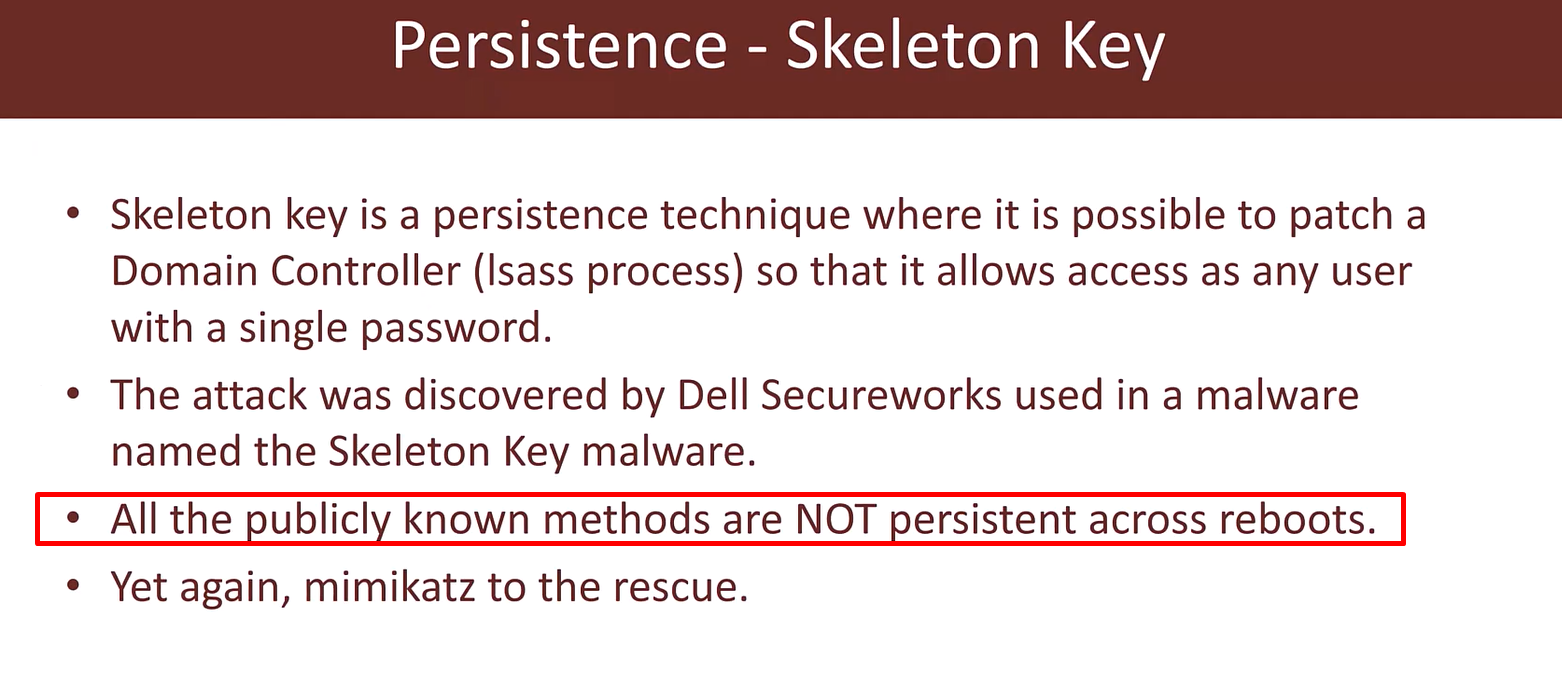 Persistence - Skeleton Key
• Skeleton key is a persistence technique where it is possible to patch a
Domain Controller (lsass process) so that it allows access as any user
with a single password.
• The attack was discovered by Dell Secureworks used in a malware
named the Skeleton Key malware.
• All the publicly known methods are NOT persistent across reboots.
• Yet again, mimikatz to the rescue.